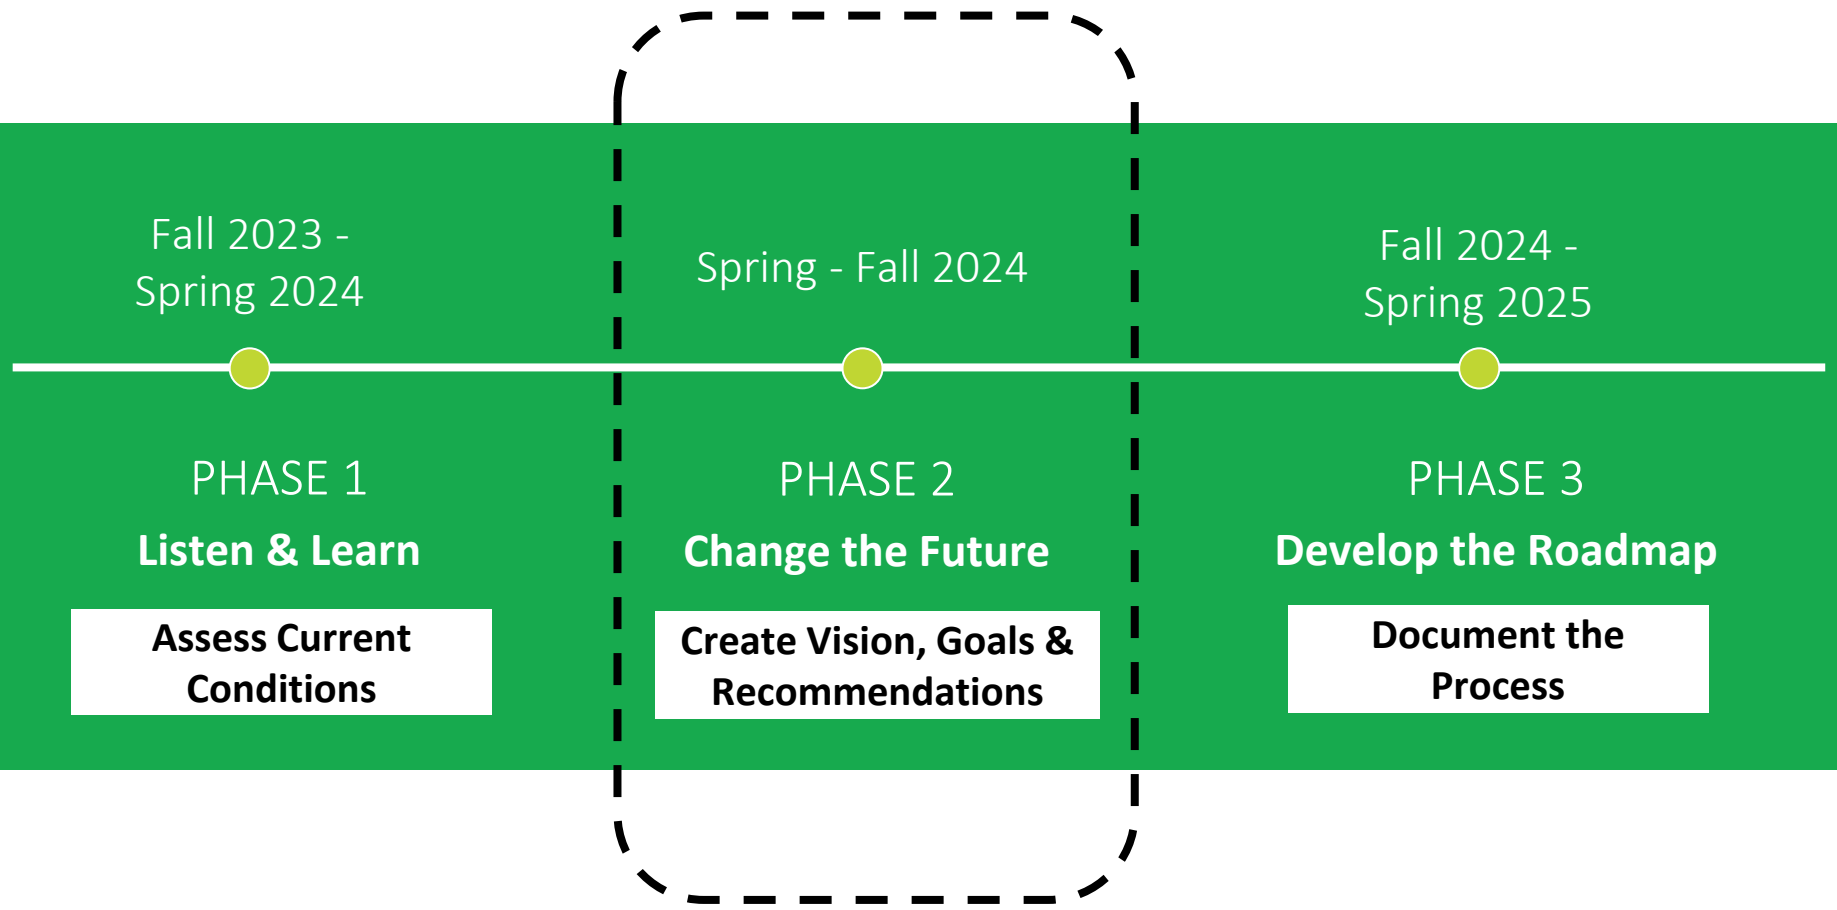 Fall 2023 -
Spring 2024
PHASE 1
Listen & Learn
Assess Current
Conditions
Spring - Fall 2024
PHASE 2
Change the Future
Create Vision, Goals &
Recommendations
Fall 2024 -
Spring 2025
PHASE 3
Develop the Roadmap
Document the
Process